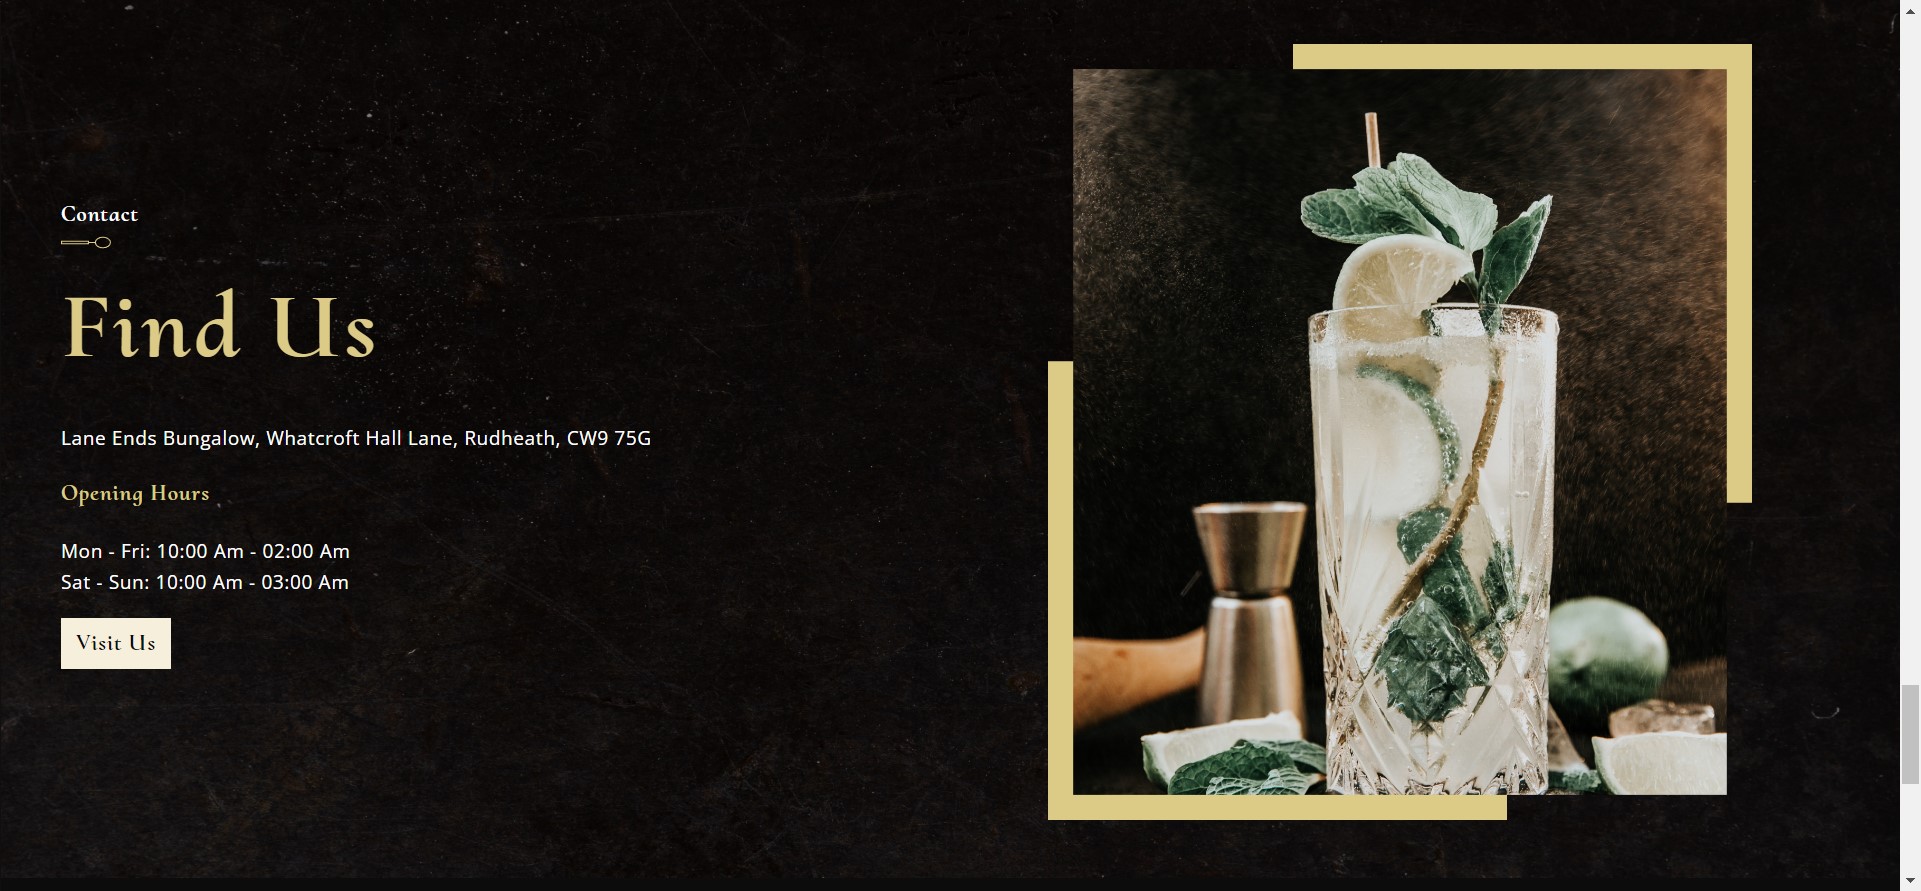 Contact
Find Us
Lane Ends Bungalow, Whatcroft Hall Lane, Rudheath, CW9 75G
Opening Hours
Mon - Fri: 10:00 Am - 02:00 Am
Sat - Sun: 10:00 Am - 03:00 Am
Visit Us